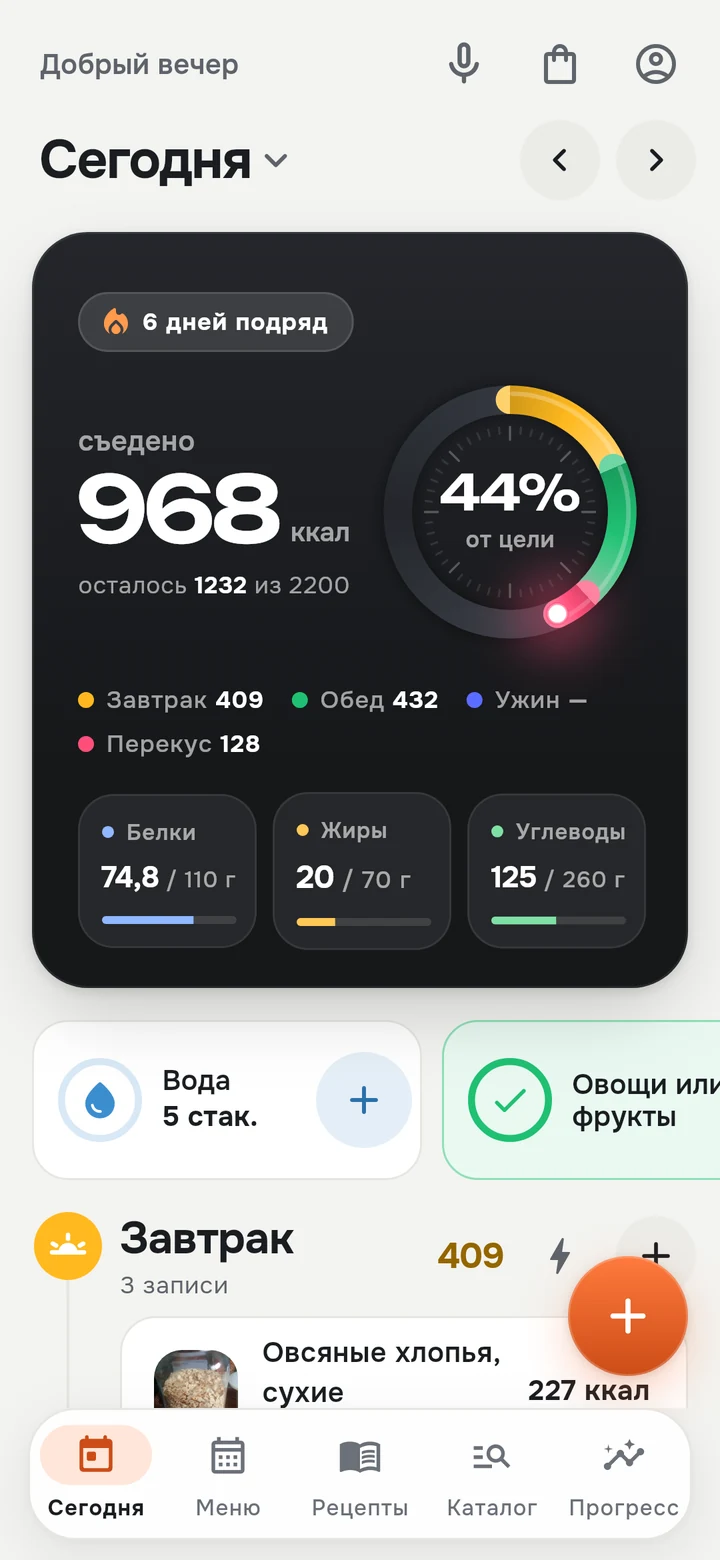 Добрый вечер
Сегодня
6 дней подряд
съедено
968 ккал
осталось 1232 из 2200
44%
от цели
Завтрак 409 Обед 432 Ужин —
Перекус 128
Белки
74,8 / 110 г
Жиры
20 / 70 г
Углеводы
125 / 260 г
Вода
5 стак.
Овощи или
фрукты
Завтрак
3 записи
409
Овсяные хлопья,
сухие
227 ккал
Сегодня
Меню
Рецепты
Каталог
Прогресс